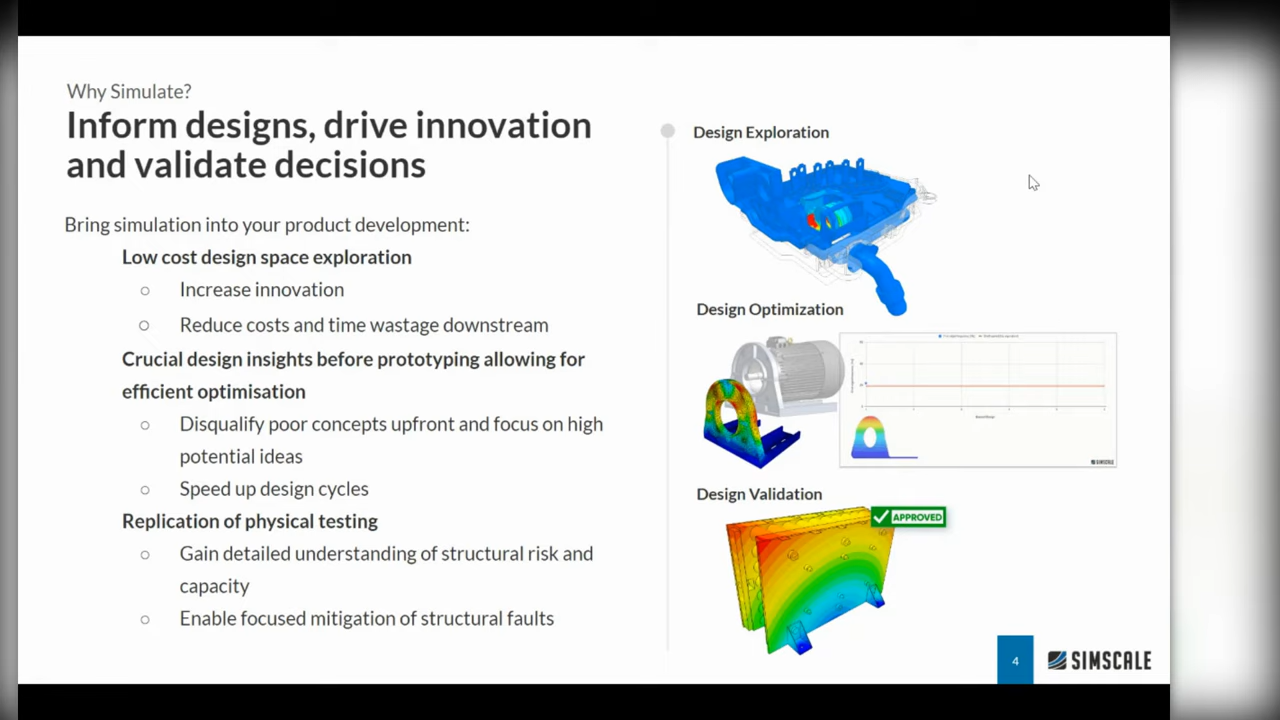 Why Simulate?
Inform designs, drive innovation
and validate decisions
Bring simulation into your product development:
Low cost design space exploration
○ Increase innovation
○ Reduce costs and time wastage downstream
Crucial design insights before prototyping allowing for
efficient optimisation
○ Disqualify poor concepts upfront and focus on high
potential ideas
○ Speed up design cycles
Replication of physical testing
○ Gain detailed understanding of structural risk and
capacity
○ Enable focused mitigation of structural faults
Design Exploration
Design Optimization
SIMSCALE
Design Validation
APPROVED
4
SIMSCALE